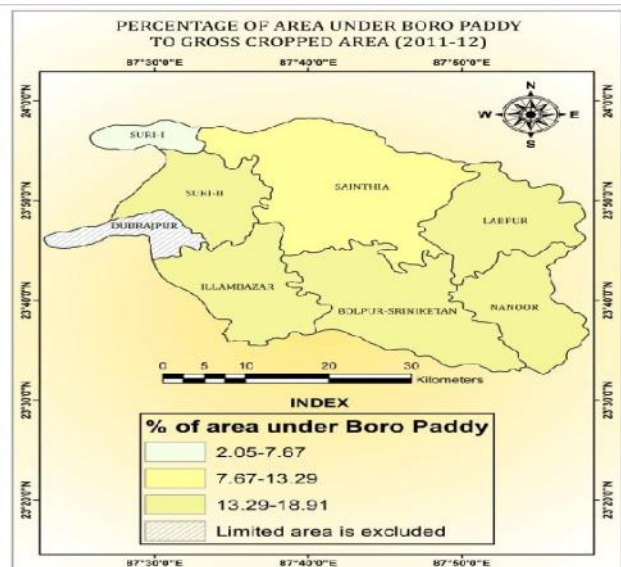 PERCENTAGE OF AREA UNDER BORO PADDY
TO GROSS CROPPED AREA (2011-12)
87°30'0"E 87°40'0"E 87°50'0"E
N
W E
S
24°0'N
24°0'N
SURI-I
SURI-II
SAINTHIA
LABPUR
23°50'0"N
23°50'0"N
DUBRAJPUR
ILLAMBAZAR
BOLPUR-SRINIKETAN
NANOOR
23°40'0"N
23°40'0"N
0 5 10 20 30
Kilometers
23°30'0"N
23°30'0"N
INDEX
% of area under Boro Paddy
2.05-7.67
7.67-13.29
13.29-18.91
Limited area is excluded
23°20'0"N
23°20'0"N
87°30'0"E 87°40'0"E 87°50'0"E